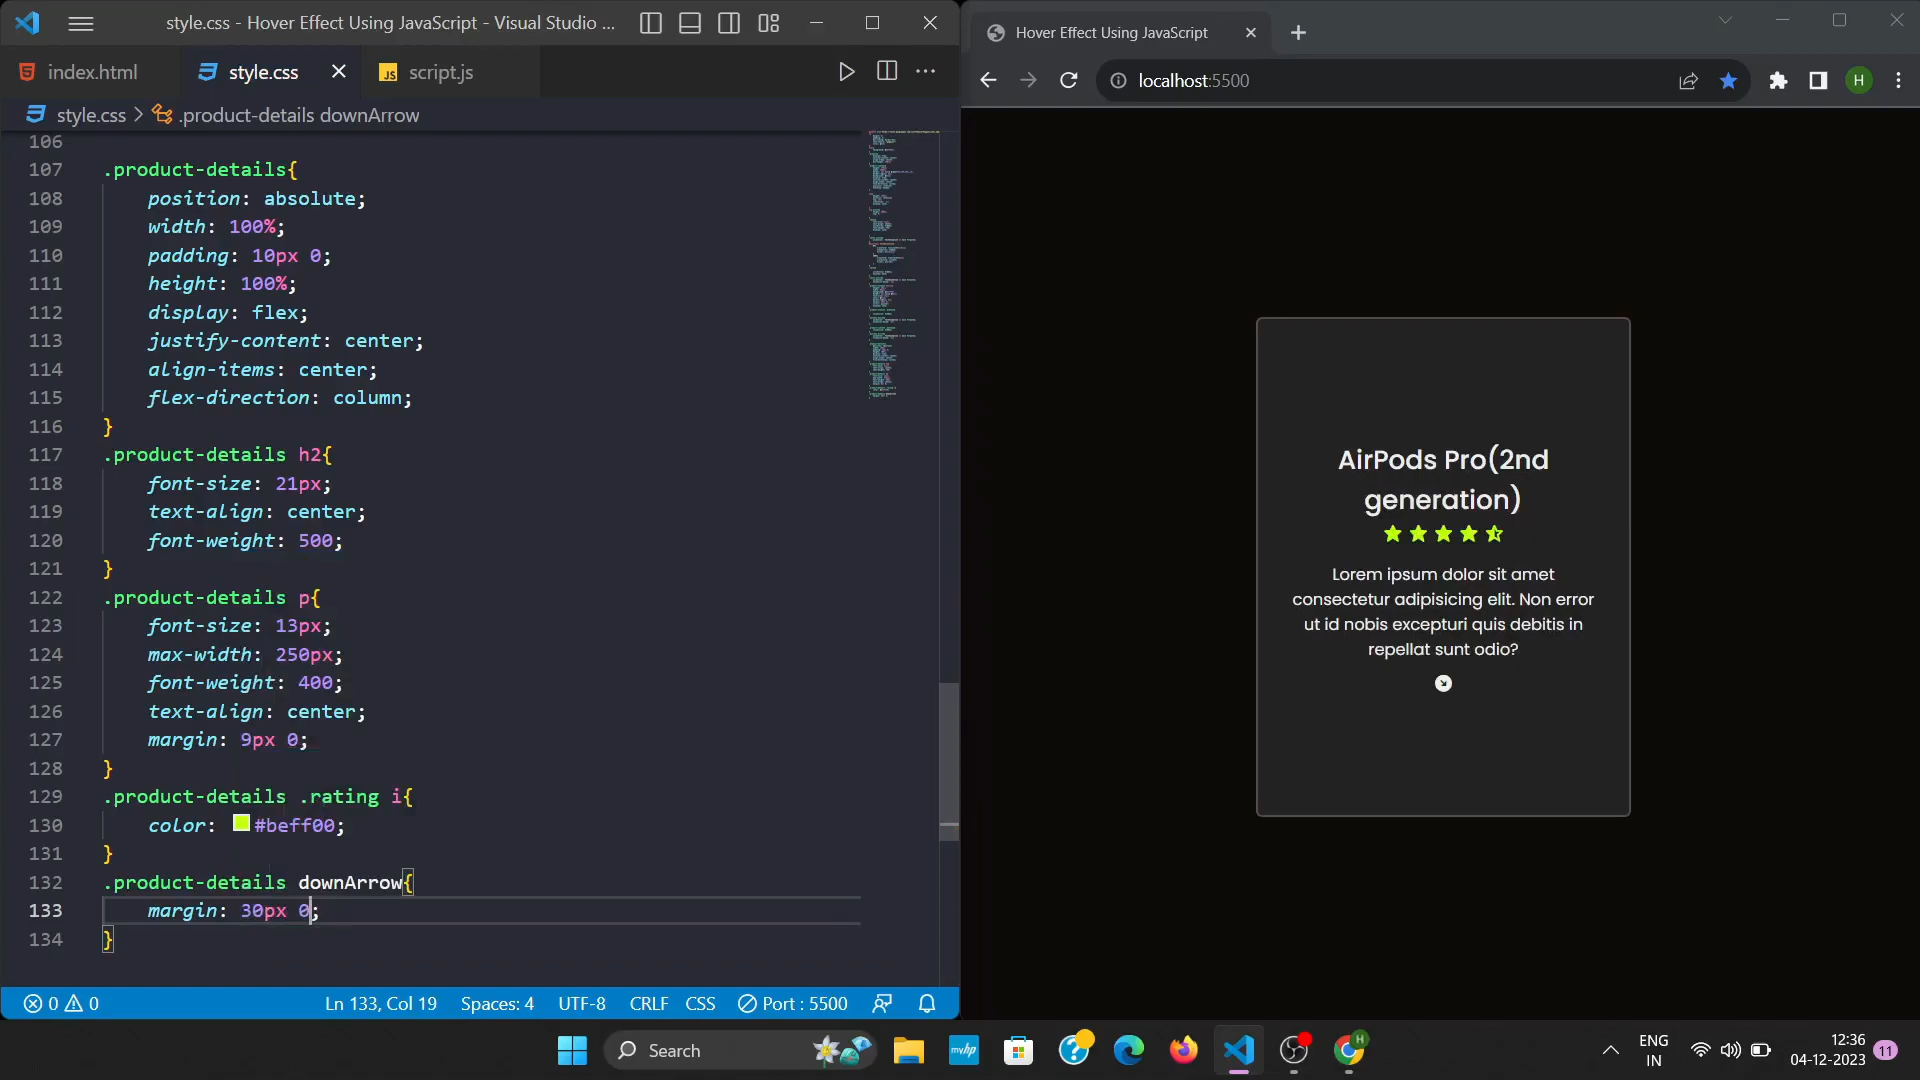 style.css - Hover Effect Using JavaScript - Visual Studio ...
index.html
style.css
JS script.js
style.css > .product-details downArrow
106
107 .product-details{
108 position: absolute;
109 width: 100%;
110 padding: 10px 0;
111 height: 100%;
112 display: flex;
113 justify-content: center;
114 align-items: center;
115 flex-direction: column;
116 }
117 .product-details h2{
118 font-size: 21px;
119 text-align: center;
120 font-weight: 500;
121 }
122 .product-details p{
123 font-size: 13px;
124 max-width: 250px;
125 font-weight: 400;
126 text-align: center;
127 margin: 9px 0;
128 }
129 .product-details .rating i{
130 color: #beff00;
131 }
132 .product-details downArrow{
133 margin: 30px 0;
134 }
0 0
Ln 133, Col 19
Spaces: 4
UTF-8
CRLF
CSS
Port : 5500
Hover Effect Using JavaScript
localhost:5500
H
AirPods Pro(2nd
generation)
Lorem ipsum dolor sit amet
consectetur adipisicing elit. Non error
ut id nobis excepturi quis debitis in
repellat sunt odio?
Search
mvhp
H
ENG
IN
12:36
04-12-2023
11